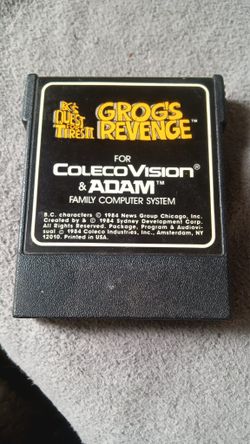 B.C.'s
QUEST
TIRES II
GROG'S
REVENGE™
FOR
COLECOVISION®
& ADAM™
FAMILY COMPUTER SYSTEM
B.C. characters © 1984 News Group Chicago, Inc.
Created by & © 1984 Sydney Development Corp.
All Rights Reserved. Package, Program & Audiovi-
sual © 1984 Coleco Industries, Inc., Amsterdam, NY
12010. Printed in USA.